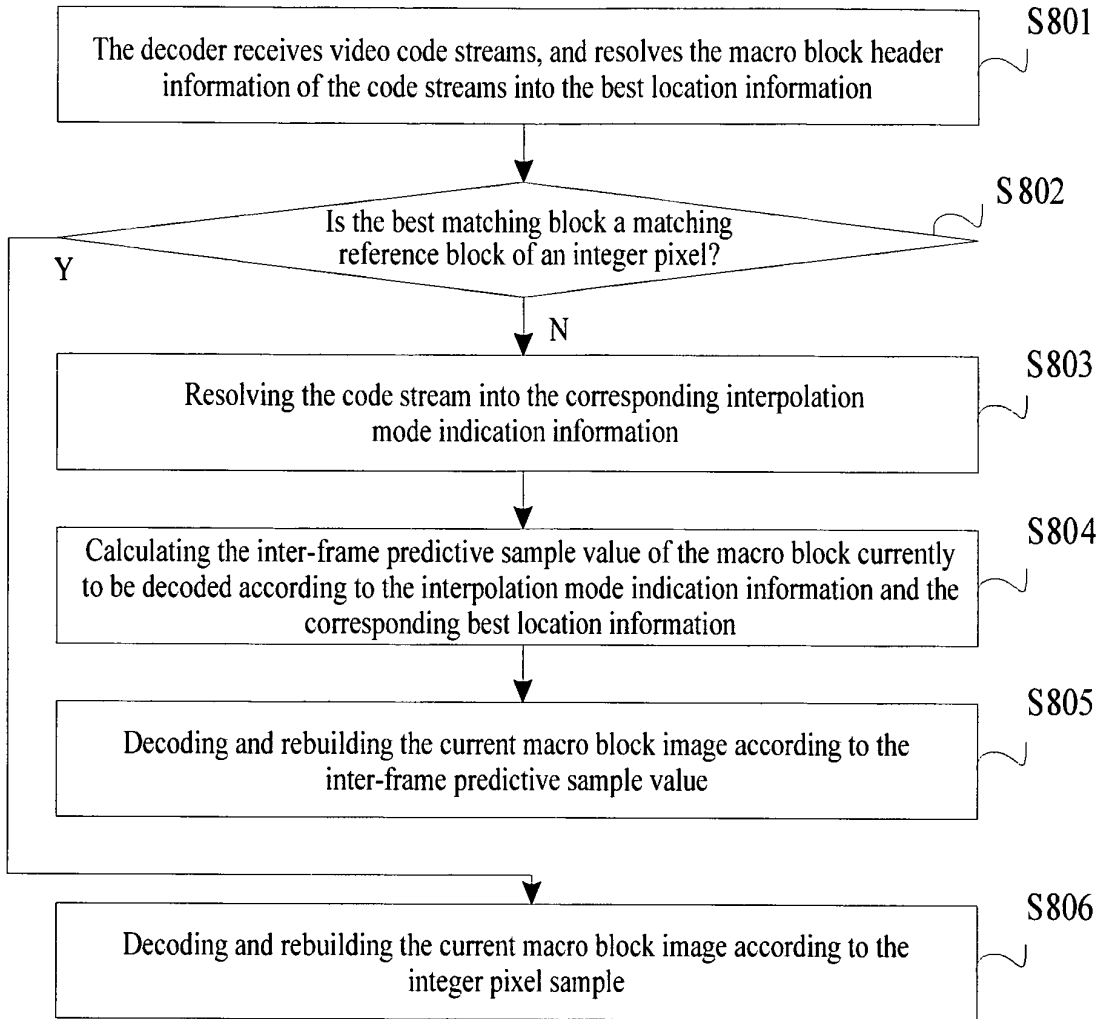 S801
The decoder receives video code streams, and resolves the macro block header
information of the code streams into the best location information
S802
Is the best matching block a matching
reference block of an integer pixel?
Y
N
S803
Resolving the code stream into the corresponding interpolation
mode indication information
S804
Calculating the inter-frame predictive sample value of the macro block currently
to be decoded according to the interpolation mode indication information and the
corresponding best location information
S805
Decoding and rebuilding the current macro block image according to the
inter-frame predictive sample value
S806
Decoding and rebuilding the current macro block image according to the
integer pixel sample